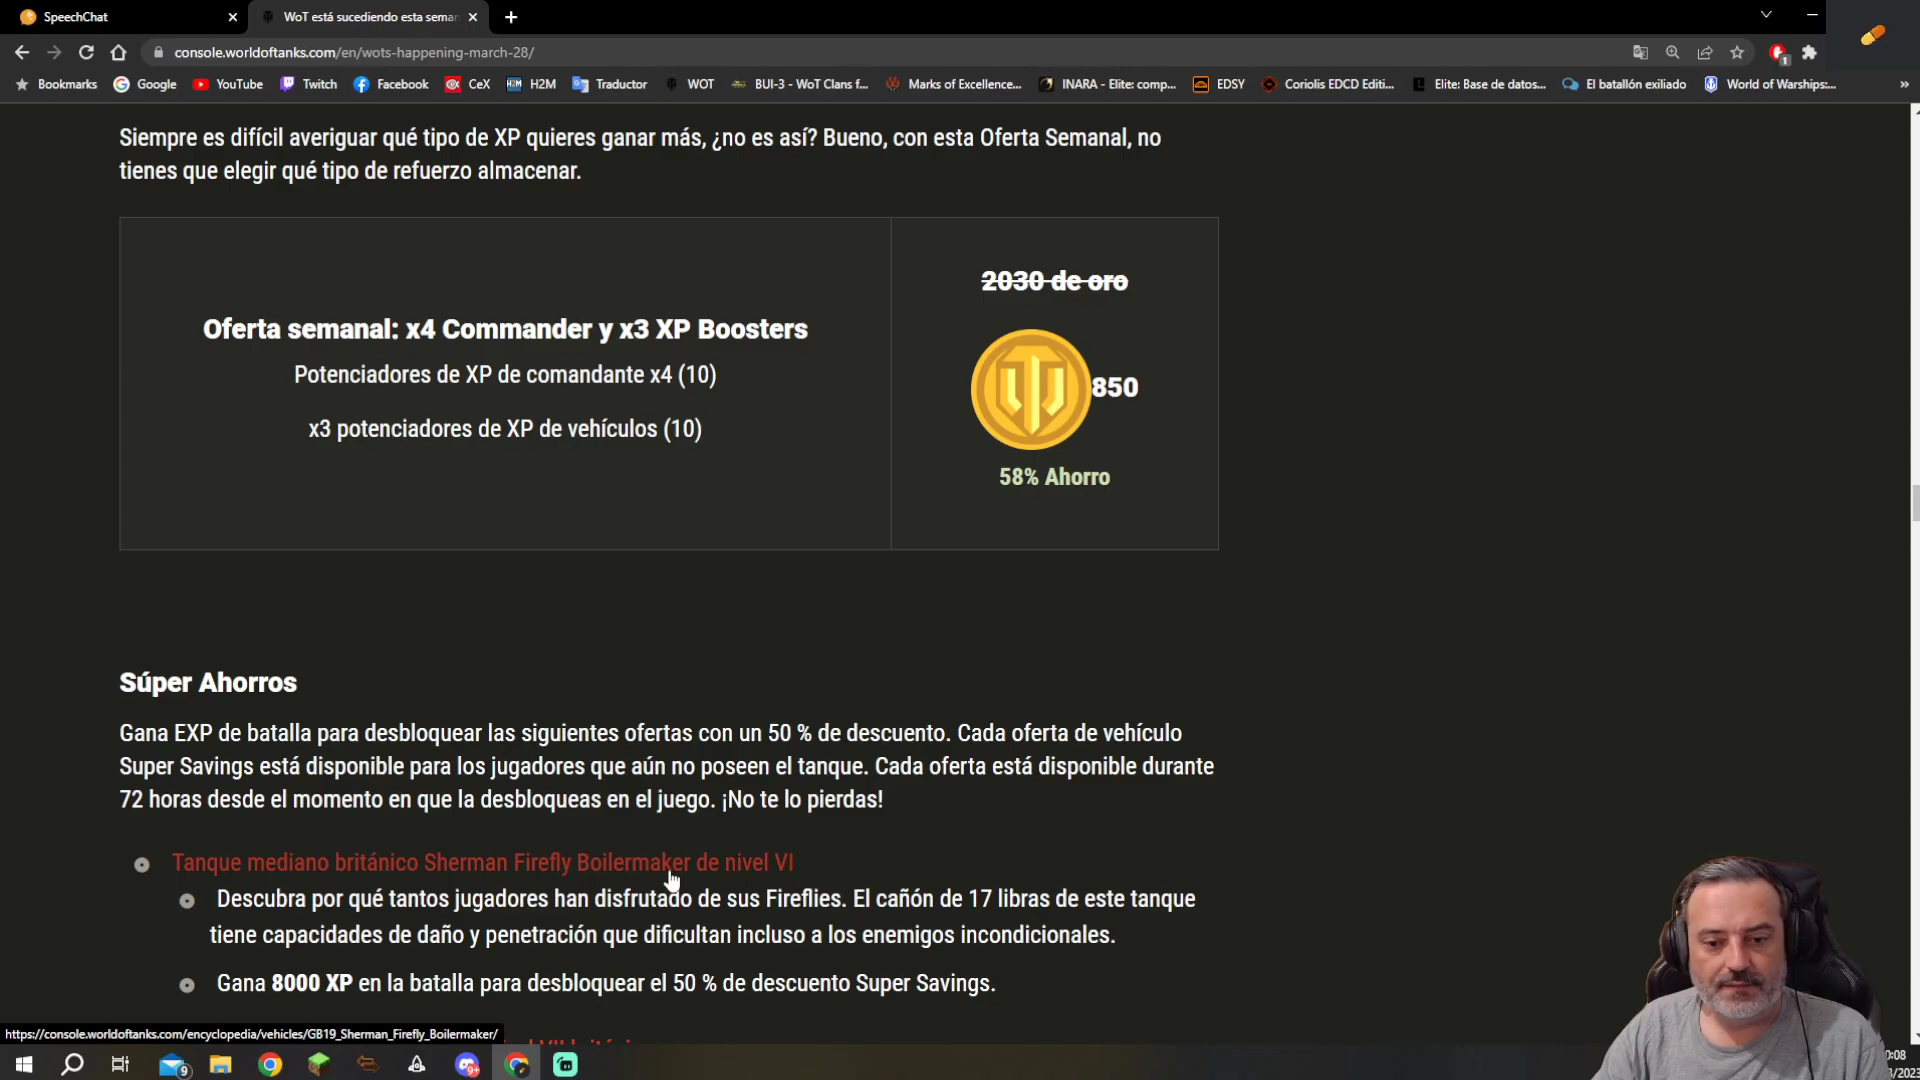 SpeechChat
WoT está sucediendo esta seman
console.worldoftanks.com/en/wots-happening-march-28/
1
Bookmarks Google YouTube Twitch Facebook CeX H2M Traductor WOT BUI-3 - WoT Clans f... Marks of Excellence... INARA - Elite: comp... EDSY Coriolis EDCD Editi... Elite: Base de datos... El batallón exiliado World of Warships:... »
Siempre es difícil averiguar qué tipo de XP quieres ganar más, ¿no es así? Bueno, con esta Oferta Semanal, no
tienes que elegir qué tipo de refuerzo almacenar.
2030 de oro
Oferta semanal: x4 Commander y x3 XP Boosters
Potenciadores de XP de comandante x4 (10)
850
x3 potenciadores de XP de vehículos (10)
58% Ahorro
Súper Ahorros
Gana EXP de batalla para desbloquear las siguientes ofertas con un 50 % de descuento. Cada oferta de vehículo
Super Savings está disponible para los jugadores que aún no poseen el tanque. Cada oferta está disponible durante
72 horas desde el momento en que la desbloqueas en el juego. ¡No te lo pierdas!
Tanque mediano británico Sherman Firefly Boilermaker de nivel VI
Descubra por qué tantos jugadores han disfrutado de sus Fireflies. El cañón de 17 libras de este tanque
tiene capacidades de daño y penetración que dificultan incluso a los enemigos incondicionales.
Gana 8000 XP en la batalla para desbloquear el 50 % de descuento Super Savings.
https://console.worldoftanks.com/encyclopedia/vehicles/GB19_Sherman_Firefly_Boilermaker/
9
9+
0:08
/2023